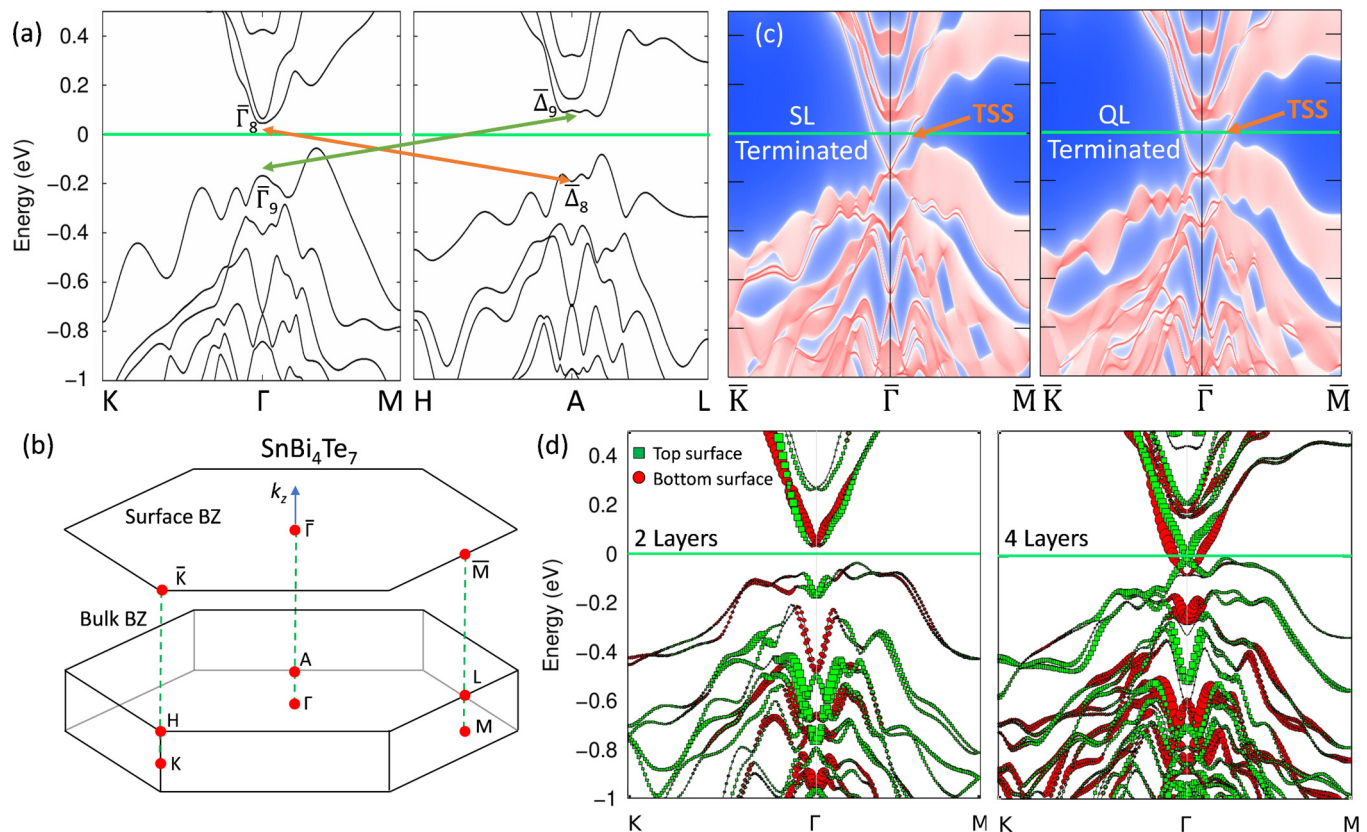 (a)
0.4
0.2
0
−0.2
−0.4
−0.6
−0.8
−1
Energy (eV)
Γ̅₈
Γ̅₉
Δ̅₉
Δ̅₈
K
Γ
M
H
A
L
(c)
SL
Terminated
TSS
QL
Terminated
TSS
K̅
Γ̅
M̅
K̅
Γ̅
M̅
(b)
SnBi₄Te₇
k_z
Surface BZ
Γ̅
K̅
M̅
Bulk BZ
A
Γ
L
M
H
K
(d)
Top surface
Bottom surface
2 Layers
4 Layers
0.4
0.2
0
−0.2
−0.4
−0.6
−0.8
−1
Energy (eV)
K
Γ
M
K
Γ
M